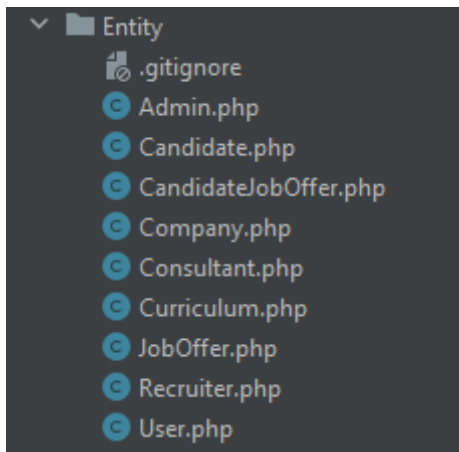 Entity
.gitignore
Admin.php
Candidate.php
CandidateJobOffer.php
Company.php
Consultant.php
Curriculum.php
JobOffer.php
Recruiter.php
User.php